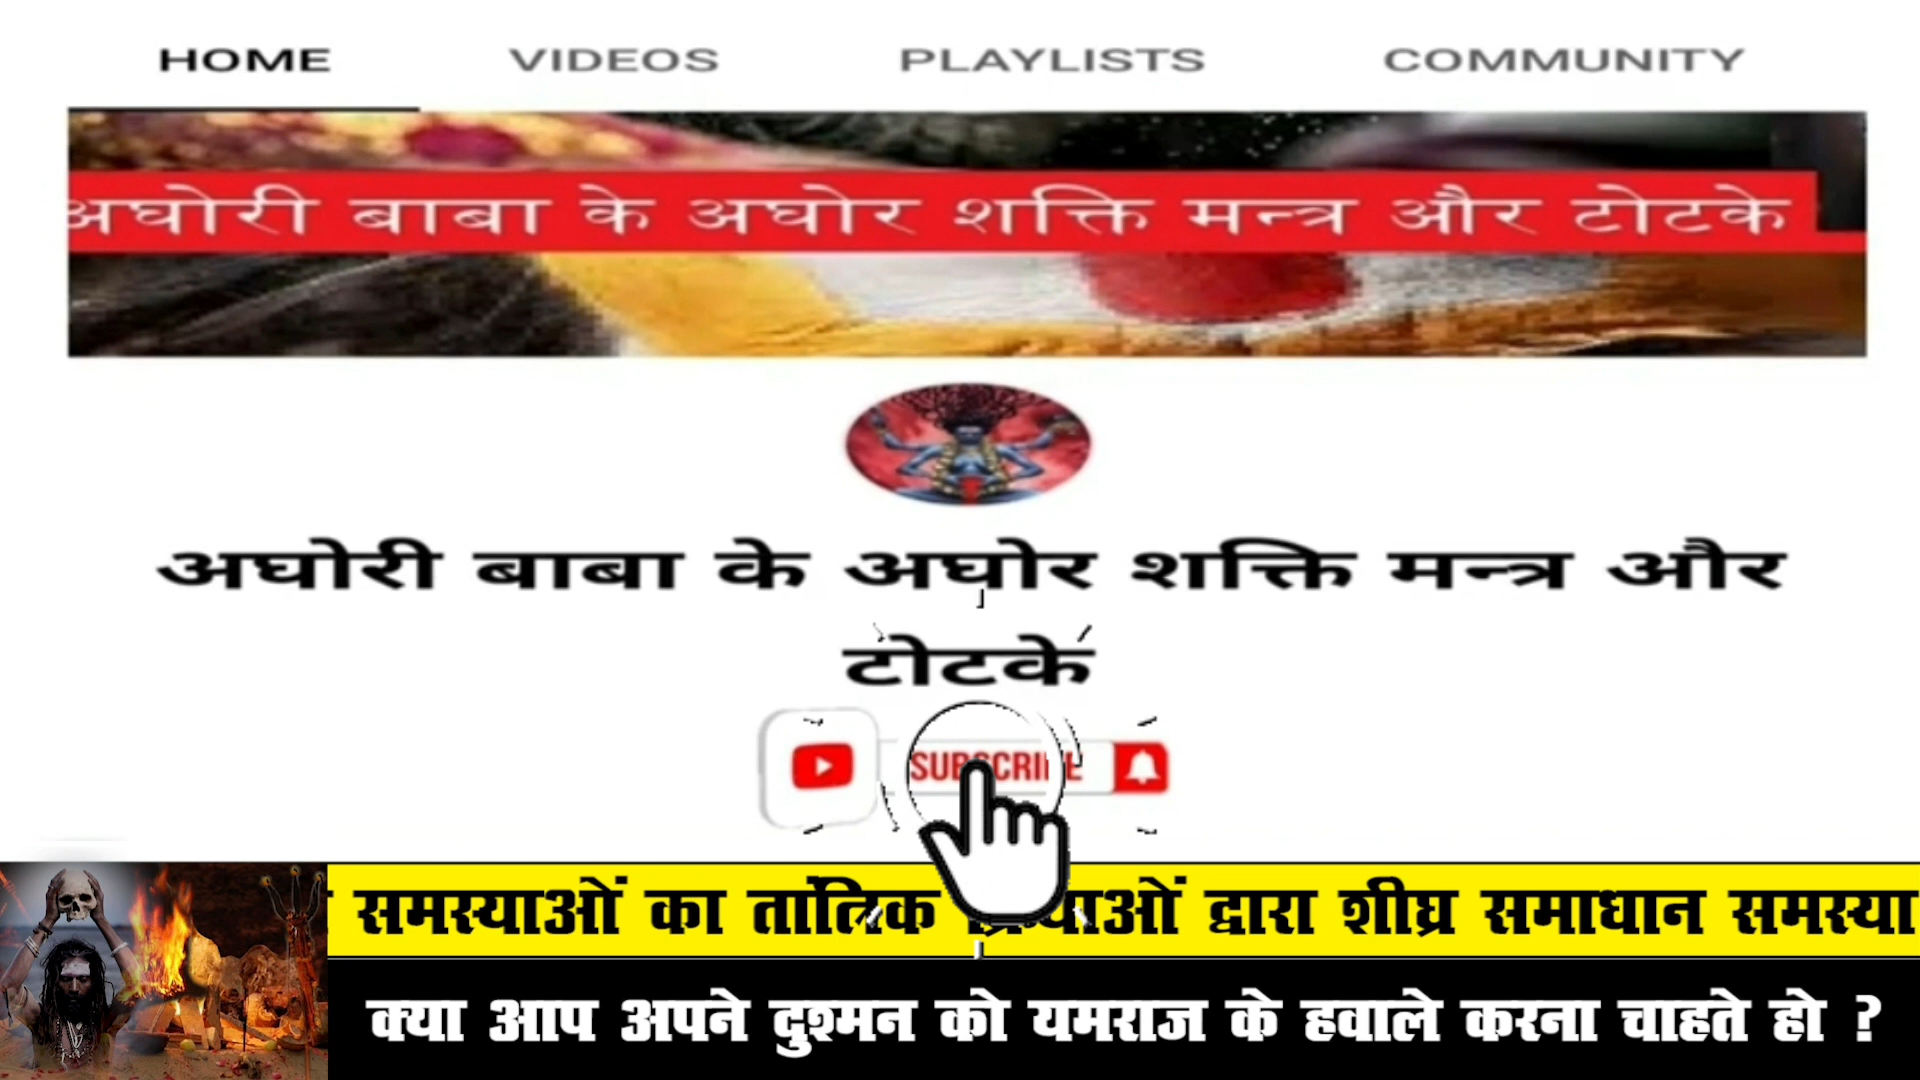 HOME VIDEOS PLAYLISTS COMMUNITY
अघोरी बाबा के अघोर शक्ति मन्त्र और टोटके
अघोरी बाबा के अघोर शक्ति मन्त्र और
टोटके
समस्याओं का तांत्रिक द्वारा शीघ्र समाधान समस्या
क्या आप अपने दुश्मन को यमराज के हवाले करना चाहते हो ?